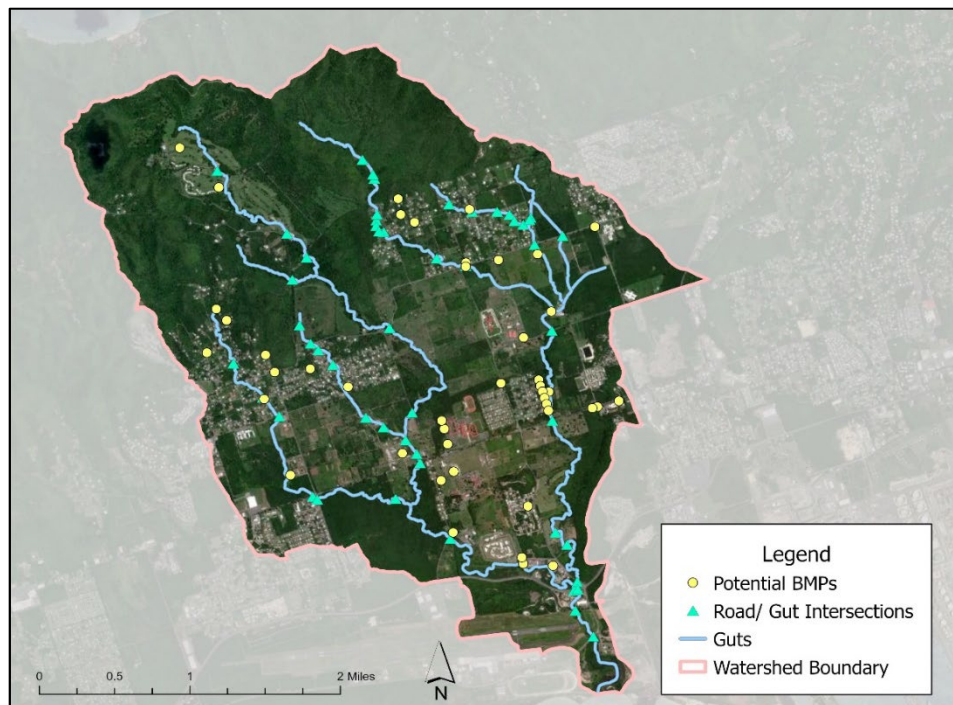 Legend
Potential BMPs
Road/ Gut Intersections
Guts
Watershed Boundary
0 0.5 1 2 Miles
N